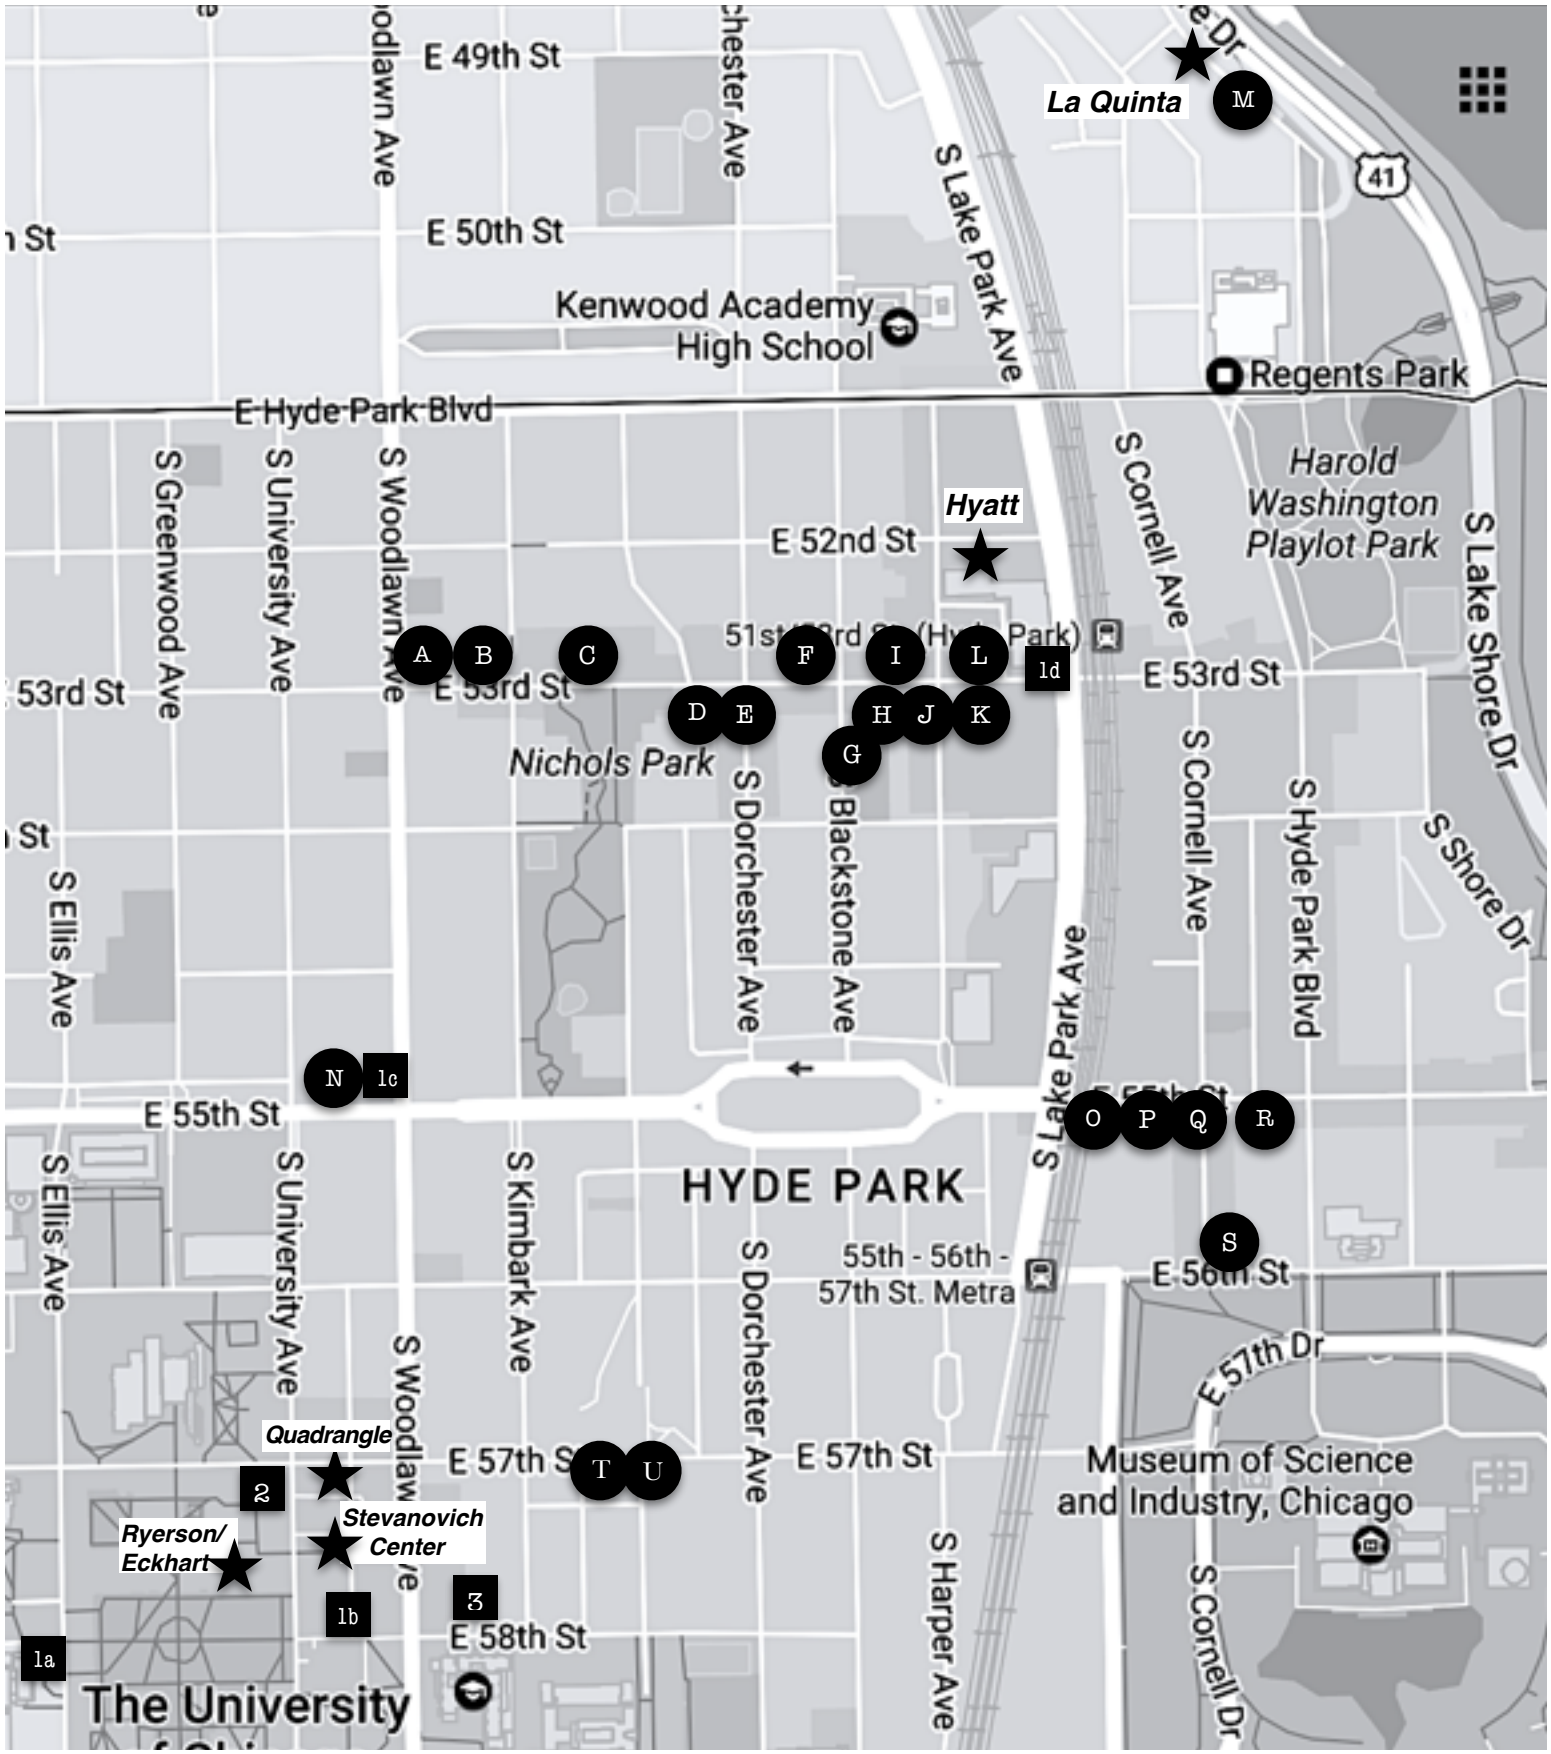 E 49th St
La Quinta
M
41
S Lake Park Ave
E 50th St
Kenwood Academy
High School
Regents Park
E Hyde Park Blvd
S Greenwood Ave
S University Ave
S Woodlawn Ave
S Cornell Ave
Harold
Washington
Playlot Park
Hyatt
E 52nd St
S Lake Shore Dr
A
B
C
F
I
L
1d
53rd St
E 53rd St
E 53rd St
D
E
H
J
K
G
Nichols Park
S Dorchester Ave
S Blackstone Ave
S Cornell Ave
S Hyde Park Blvd
S Shore Dr
St
S Ellis Ave
S Lake Park Ave
N
1c
E 55th St
E 55th St
O
P
Q
R
S Ellis Ave
S University Ave
S Kimbark Ave
HYDE PARK
S Dorchester Ave
55th - 56th -
57th St. Metra
S
E 56th St
E 57th Dr
S Woodlawn Ave
Quadrangle
E 57th St
T
U
E 57th St
Museum of Science
and Industry, Chicago
2
Stevanovich
Center
Ryerson/
Eckhart
S Harper Ave
S Cornell Dr
3
1b
E 58th St
1a
The University